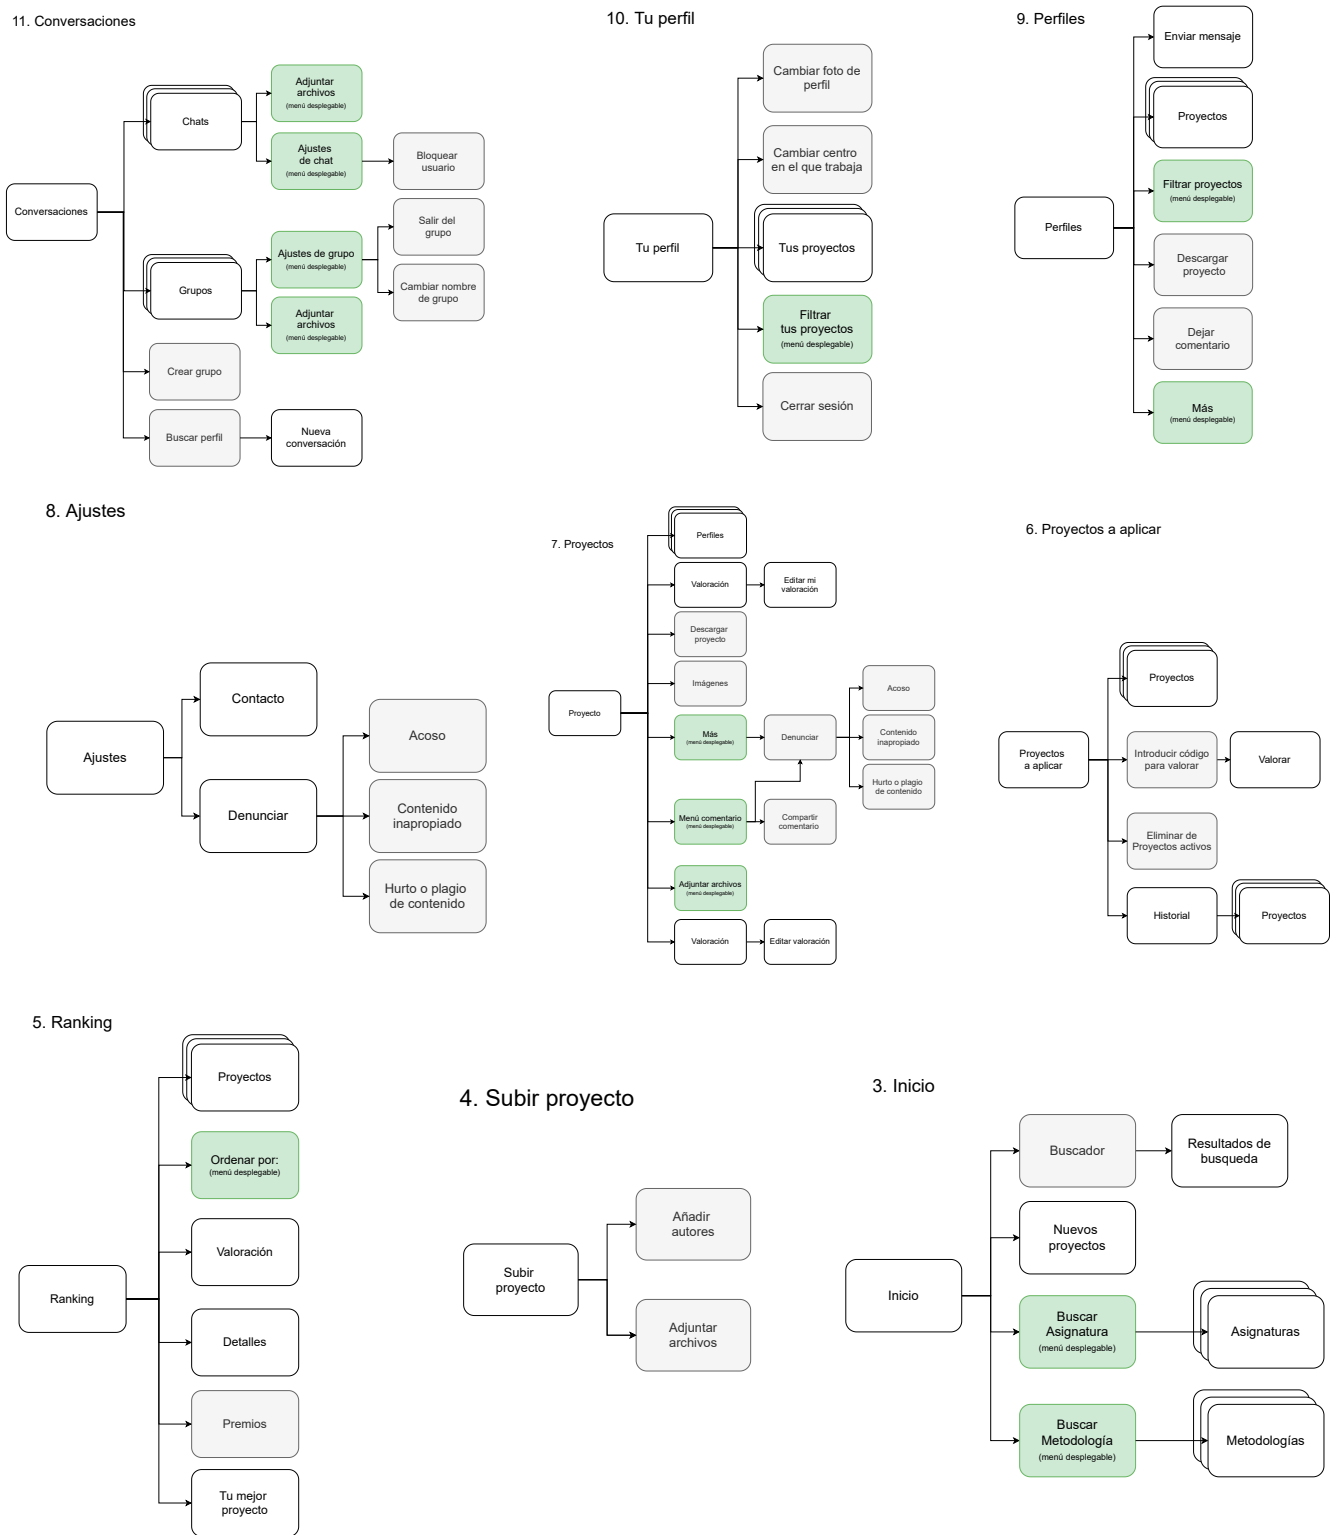 11. Conversaciones
Conversaciones
Chats
Adjuntar
archivos
(menú desplegable)
Ajustes
de chat
(menú desplegable)
Bloquear
usuario
Grupos
Ajustes de grupo
(menú desplegable)
Salir del
grupo
Cambiar nombre
de grupo
Adjuntar
archivos
(menú desplegable)
Crear grupo
Buscar perfil
Nueva
conversación
10. Tu perfil
Tu perfil
Cambiar foto de
perfil
Cambiar centro
en el que trabaja
Tus proyectos
Filtrar
tus proyectos
(menú desplegable)
Cerrar sesión
9. Perfiles
Perfiles
Enviar mensaje
Proyectos
Filtrar proyectos
(menú desplegable)
Descargar
proyecto
Dejar
comentario
Más
(menú desplegable)
8. Ajustes
Ajustes
Contacto
Denunciar
Acoso
Contenido
inapropiado
Hurto o plagio
de contenido
7. Proyectos
Proyecto
Perfiles
Valoración
Editar mi
valoración
Descargar
proyecto
Imágenes
Más
(menú desplegable)
Denunciar
Acoso
Contenido
inapropiado
Hurto o plagio
de contenido
Menú comentario
(menú desplegable)
Compartir
comentario
Adjuntar archivos
(menú desplegable)
Valoración
Editar valoración
6. Proyectos a aplicar
Proyectos
a aplicar
Proyectos
Introducir código
para valorar
Valorar
Eliminar de
Proyectos activos
Historial
Proyectos
5. Ranking
Ranking
Proyectos
Ordenar por:
(menú desplegable)
Valoración
Detalles
Premios
Tu mejor
proyecto
4. Subir proyecto
Subir
proyecto
Añadir
autores
Adjuntar
archivos
3. Inicio
Inicio
Buscador
Resultados de
busqueda
Nuevos
proyectos
Buscar
Asignatura
(menú desplegable)
Asignaturas
Buscar
Metodología
(menú desplegable)
Metodologías